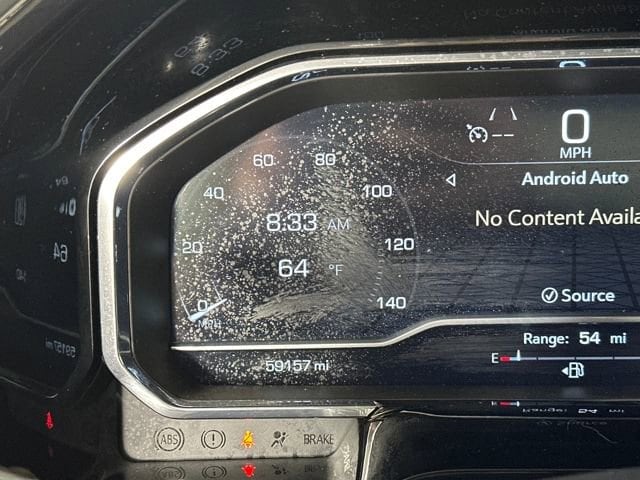 0
MPH
Android Auto
No Content Availa
Source
Range: 54 mi
E
0
20
40
60
80
100
120
140
MPH
8:33 AM
64 °F
59157 mi
ABS
BRAKE